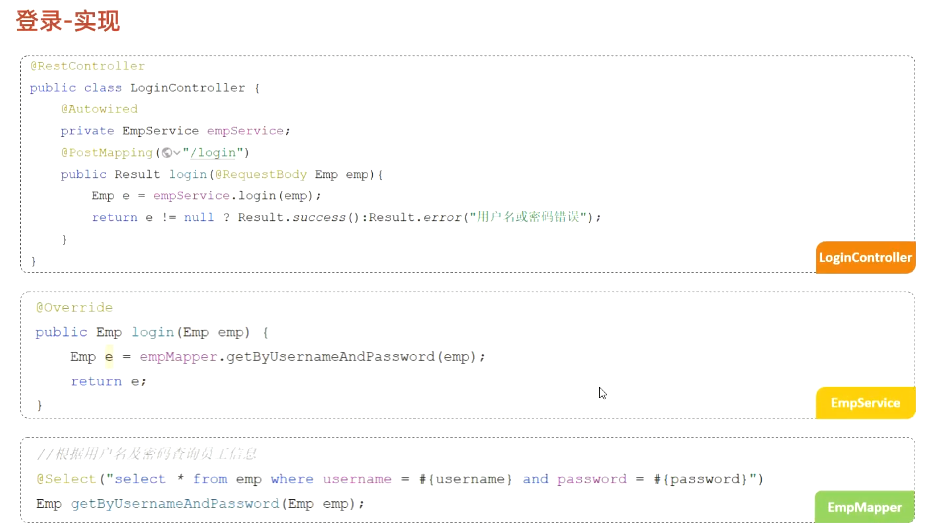 登录-实现
@RestController
public class LoginController {
@Autowired
private EmpService empService;
@PostMapping("/login")
public Result login(@RequestBody Emp emp){
Emp e = empService.login(emp);
return e != null ? Result.success():Result.error("用户名或密码错误");
}
}
LoginController
@Override
public Emp login(Emp emp) {
Emp e = empMapper.getByUsernameAndPassword(emp);
return e;
}
EmpService
//根据用户名及密码查询员工信息
@Select("select * from emp where username = #{username} and password = #{password}")
Emp getByUsernameAndPassword(Emp emp);
EmpMapper